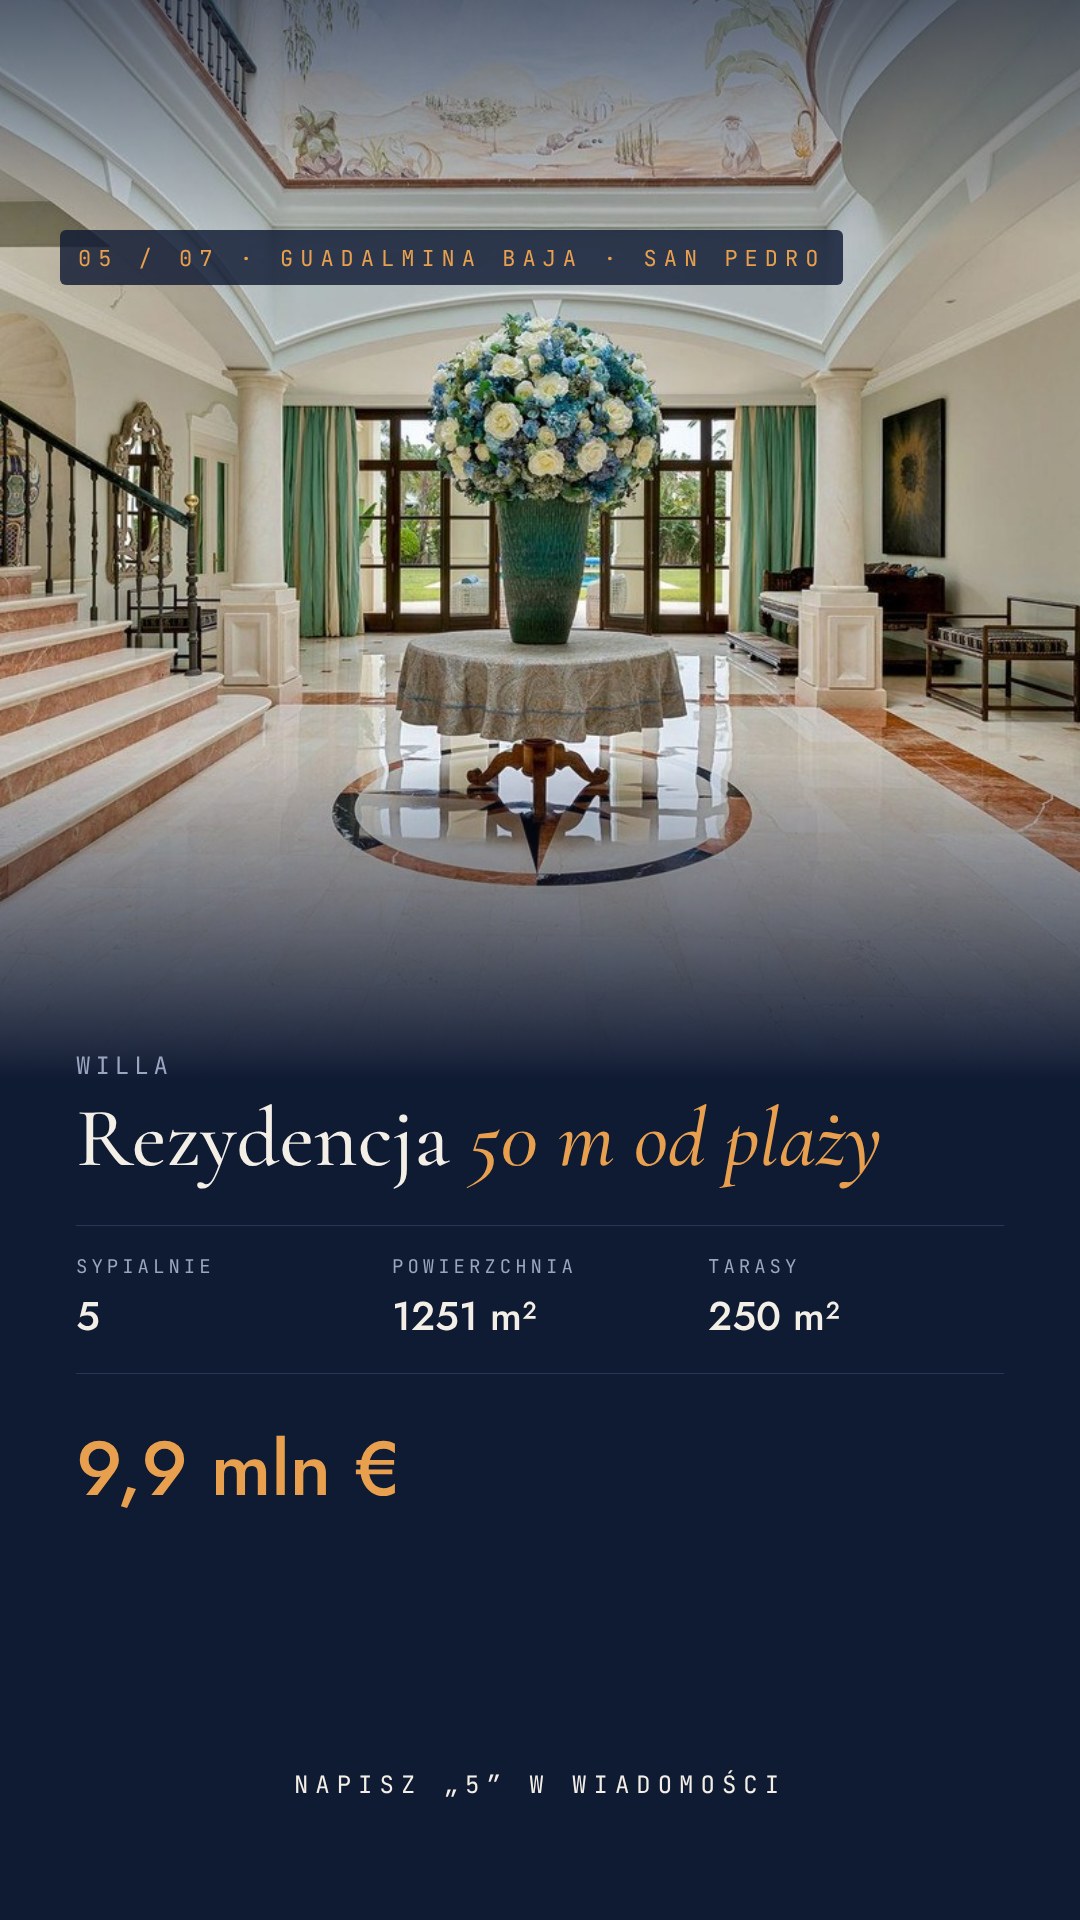 05 / 07 · GUADALMINA BAJA · SAN PEDRO
WILLA
Rezydencja 50 m od plaży
SYPIALNIE POWIERZCHNIA TARASY
5 1251 m² 250 m²
9,9 mln €
NAPISZ „5” W WIADOMOŚCI